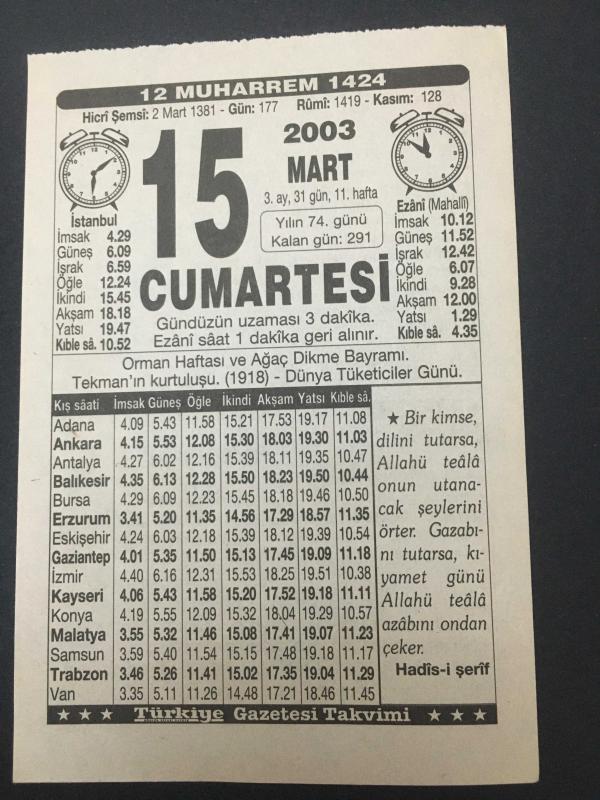 12 MUHARREM 1424
Hicrî Şemsî: 2 Mart 1381 - Gün: 177 Rûmî: 1419 - Kasım: 128
15
2003
MART
3. ay, 31 gün, 11. hafta
Yılın 74. günü
Kalan gün: 291
CUMARTESİ
Gündüzün uzaması 3 dakîka.
Ezânî sâat 1 dakîka geri alınır.
İstanbul
İmsak 4.29
Güneş 6.09
İşrak 6.59
Öğle 12.24
İkindi 15.45
Akşam 18.18
Yatsı 19.47
Kıble sâ. 10.52
Ezânî (Mahallî)
İmsak 10.12
Güneş 11.52
İşrak 12.42
Öğle 6.07
İkindi 9.28
Akşam 12.00
Yatsı 1.29
Kıble sâ. 4.35
Orman Haftası ve Ağaç Dikme Bayramı.
Tekman'ın kurtuluşu. (1918) - Dünya Tüketiciler Günü.
Kış sâati İmsak Güneş Öğle İkindi Akşam Yatsı Kıble sâ.
Adana 4.09 5.43 11.58 15.21 17.53 19.17 11.08
Ankara 4.15 5.53 12.08 15.30 18.03 19.30 11.03
Antalya 4.27 6.02 12.16 15.39 18.11 19.35 10.47
Balıkesir 4.35 6.13 12.28 15.50 18.23 19.50 10.44
Bursa 4.29 6.09 12.23 15.45 18.18 19.46 10.50
Erzurum 3.41 5.20 11.35 14.56 17.29 18.57 11.35
Eskişehir 4.24 6.03 12.18 15.39 18.12 19.39 10.54
Gaziantep 4.01 5.35 11.50 15.13 17.45 19.09 11.18
İzmir 4.40 6.16 12.31 15.53 18.25 19.51 10.38
Kayseri 4.06 5.43 11.58 15.20 17.52 19.18 11.11
Konya 4.19 5.55 12.09 15.32 18.04 19.29 10.57
Malatya 3.55 5.32 11.46 15.08 17.41 19.07 11.23
Samsun 3.59 5.40 11.54 15.15 17.48 19.18 11.17
Trabzon 3.46 5.26 11.41 15.02 17.35 19.04 11.29
Van 3.35 5.11 11.26 14.48 17.21 18.46 11.45
★ Bir kimse,
dilini tutarsa,
Allahü teâlâ
onun utana-
cak şeylerini
örter. Gazabı-
nı tutarsa, kı-
yamet günü
Allahü teâlâ
azâbını ondan
çeker.
Hadîs-i şerîf
★ ★ ★ Türkiye Gazetesi Takvimi ★ ★ ★